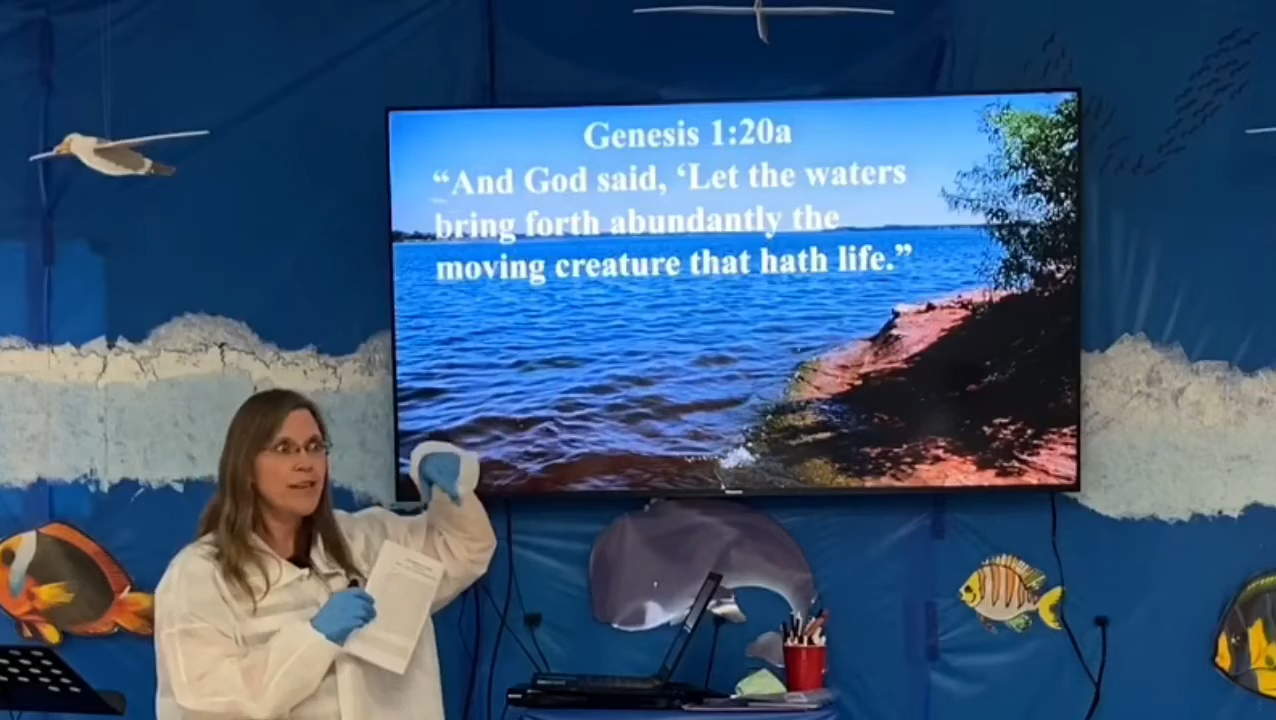 Genesis 1:20a
“And God said, ‘Let the waters
bring forth abundantly the
moving creature that hath life.”